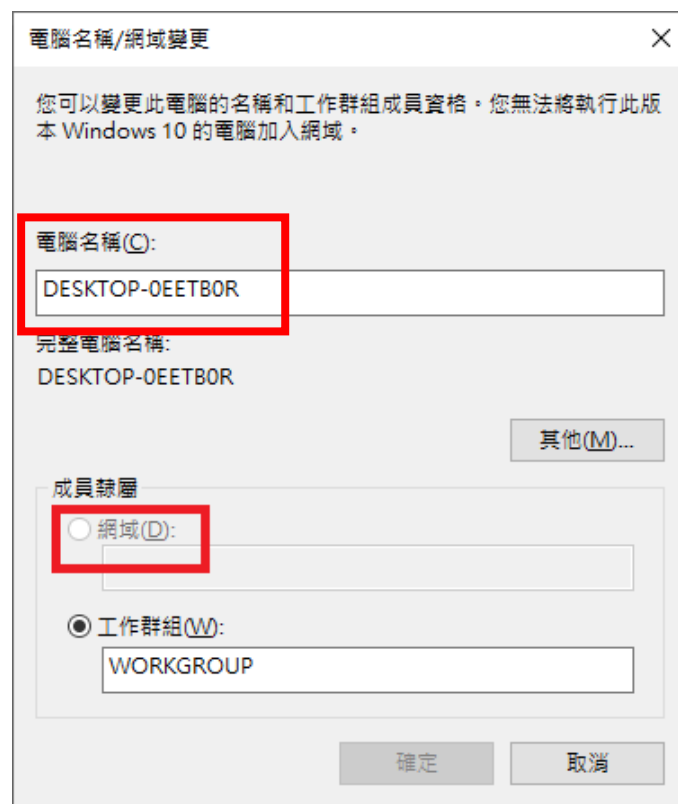 電腦名稱/網域變更
您可以變更此電腦的名稱和工作群組成員資格。您無法將執行此版
本 Windows 10 的電腦加入網域。
電腦名稱(C):
DESKTOP-0EETB0R
完整電腦名稱:
DESKTOP-0EETB0R
其他(M)...
成員隸屬
網域(D):
工作群組(W):
WORKGROUP
確定
取消